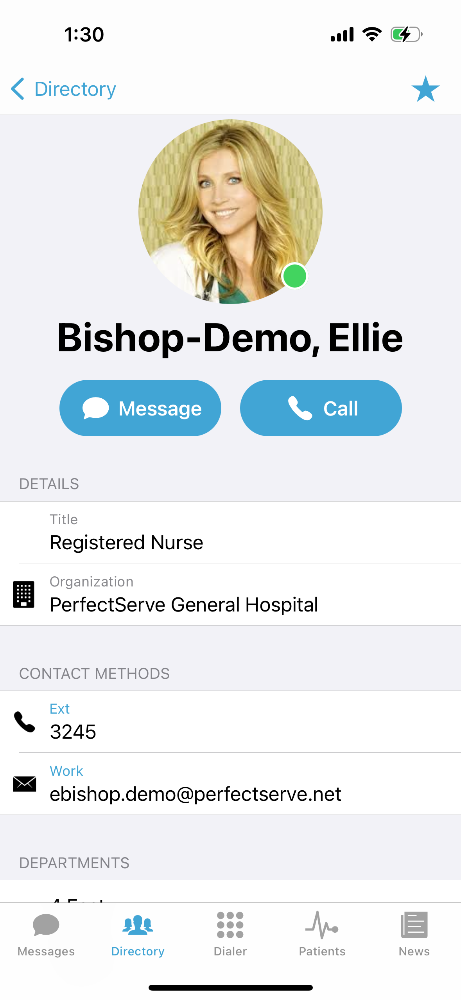 1:30
Directory
Bishop-Demo, Ellie
Message
Call
DETAILS
Title
Registered Nurse
Organization
PerfectServe General Hospital
CONTACT METHODS
Ext
3245
Work
ebishop.demo@perfectserve.net
DEPARTMENTS
Messages
Directory
Dialer
Patients
News